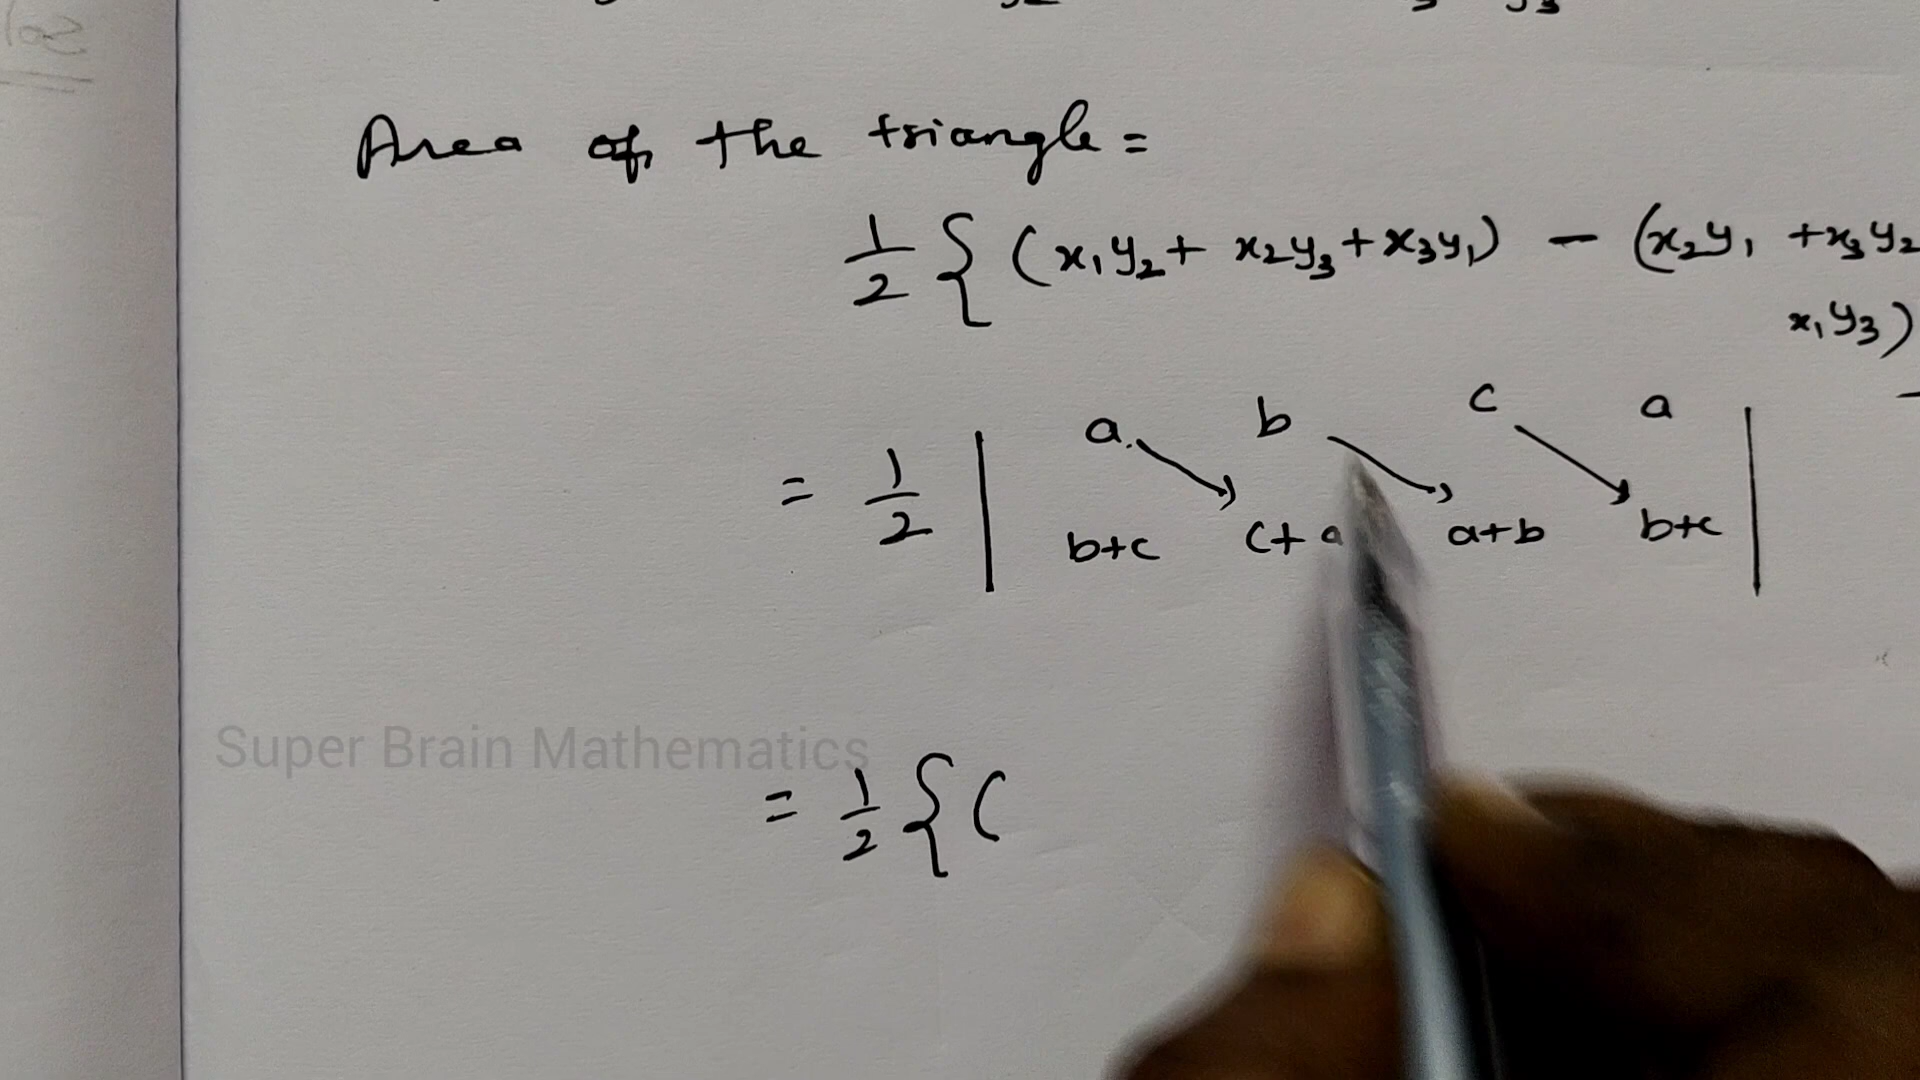 Area of the triangle =
1/2 { (x₁y₂ + x₂y₃ + x₃y₁) - (x₂y₁ + x₃y₂
x₁y₃)
= 1/2 | a b c a |
b+c c+a a+b b+c
Super Brain Mathematics
= 1/2 { (